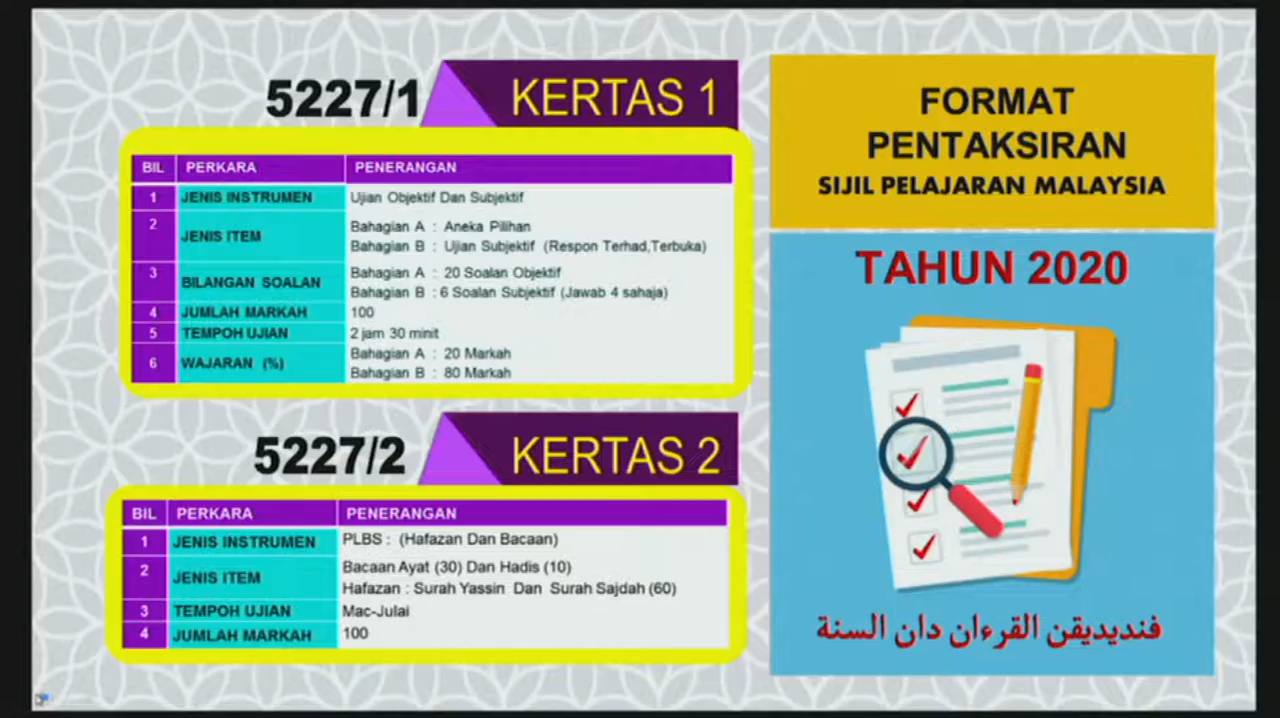 5227/1 KERTAS 1
BIL PERKARA PENERANGAN
1 JENIS INSTRUMEN Ujian Objektif Dan Subjektif
2 JENIS ITEM Bahagian A : Aneka Pilihan
Bahagian B : Ujian Subjektif (Respon Terhad,Terbuka)
3 BILANGAN SOALAN Bahagian A : 20 Soalan Objektif
Bahagian B : 6 Soalan Subjektif (Jawab 4 sahaja)
4 JUMLAH MARKAH 100
5 TEMPOH UJIAN 2 jam 30 minit
6 WAJARAN (%) Bahagian A : 20 Markah
Bahagian B : 80 Markah
5227/2 KERTAS 2
BIL PERKARA PENERANGAN
1 JENIS INSTRUMEN PLBS : (Hafazan Dan Bacaan)
2 JENIS ITEM Bacaan Ayat (30) Dan Hadis (10)
Hafazan : Surah Yassin Dan Surah Sajdah (60)
3 TEMPOH UJIAN Mac-Julai
4 JUMLAH MARKAH 100
FORMAT
PENTAKSIRAN
SIJIL PELAJARAN MALAYSIA
TAHUN 2020
فنديديقن القرءان دان السنة